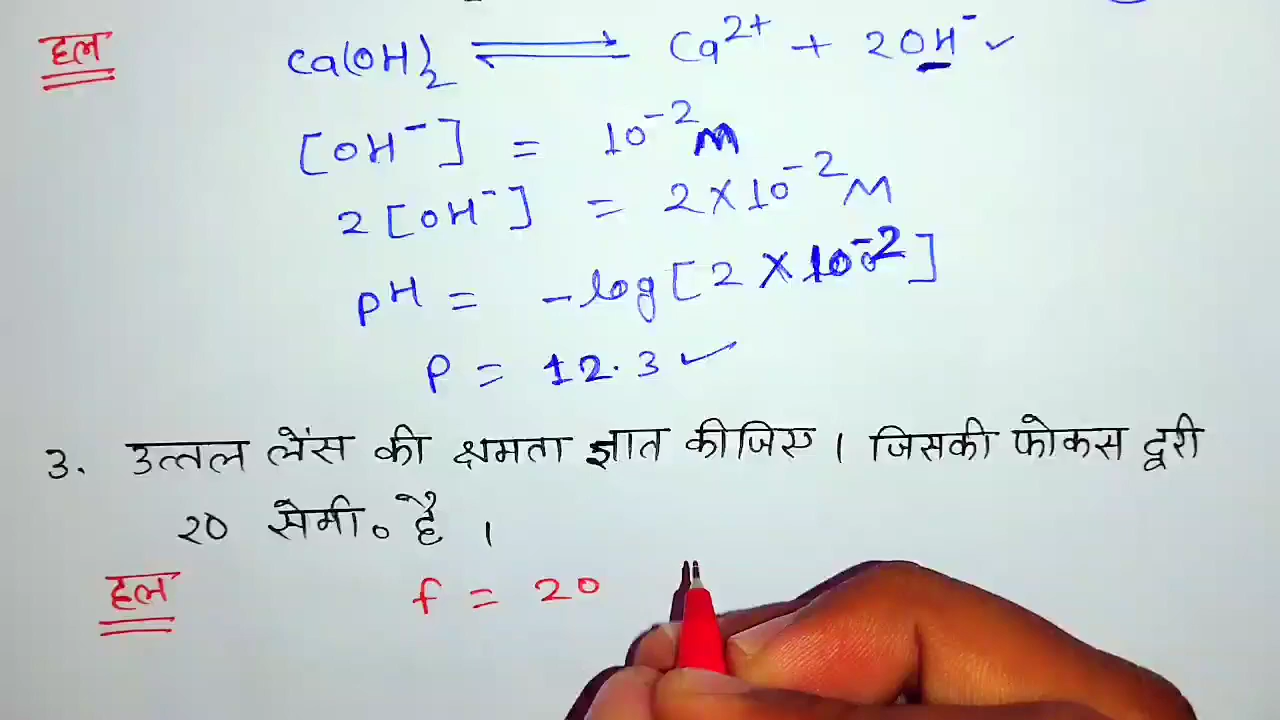 हल Ca(OH)₂ ⇌ Ca²⁺ + 2OH⁻ ✓
[OH⁻] = 10⁻² M
2[OH⁻] = 2×10⁻² M
pH = -log[2×10⁻²]
P = 12.3 ✓
3. उत्तल लेंस की क्षमता ज्ञात कीजिए । जिसकी फोकस दूरी
20 सेमी॰ है ।
हल f = 20